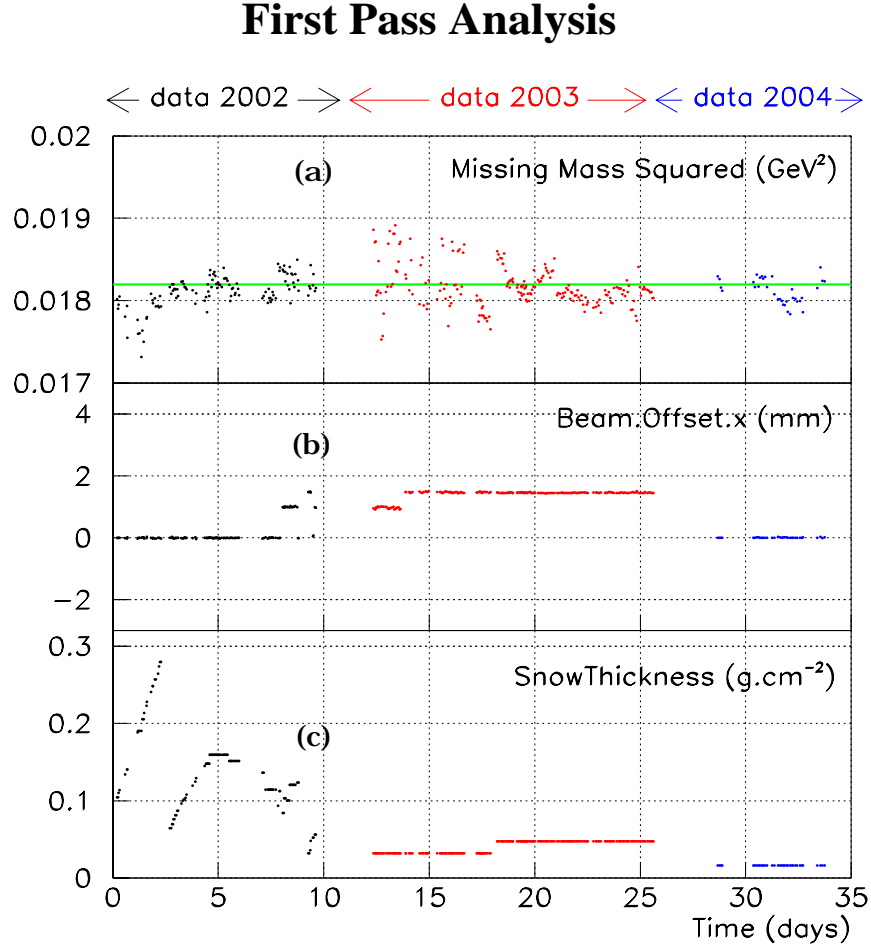 First Pass Analysis
data 2002 data 2003 data 2004
0.02
(a) Missing Mass Squared (GeV²)
0.019
0.018
0.017
4
Beam.Offset.x (mm)
(b)
2
0
−2
0.3
SnowThickness (g.cm⁻²)
0.2
(c)
0.1
0
0 5 10 15 20 25 30 35
Time (days)